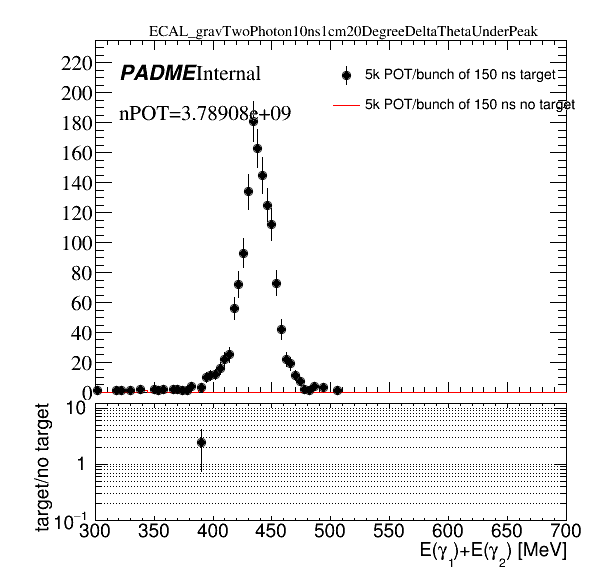 ECAL_gravTwoPhoton10ns1cm20DegreeDeltaThetaUnderPeak
PADME Internal
nPOT=3.78908e+09
5k POT/bunch of 150 ns target
5k POT/bunch of 150 ns no target
220
200
180
160
140
120
100
80
60
40
20
0
target/no target
10
1
10⁻¹
300 350 400 450 500 550 600 650 700
E(γ₁)+E(γ₂) [MeV]